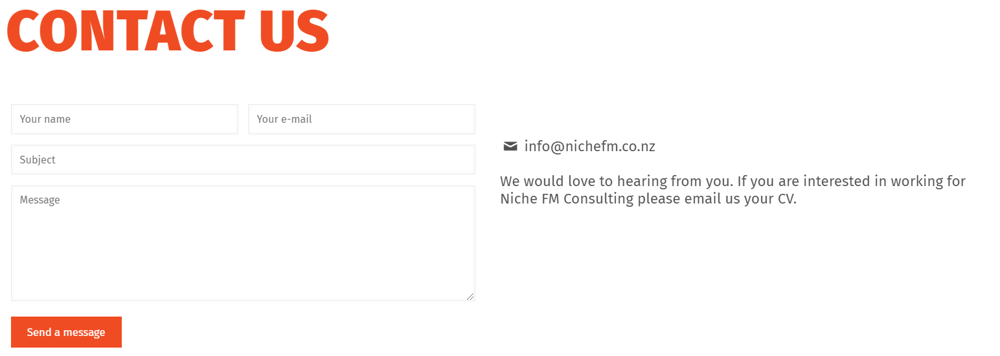 CONTACT US
Your name
Your e-mail
Subject
Message
Send a message
info@nichefm.co.nz
We would love to hearing from you. If you are interested in working for
Niche FM Consulting please email us your CV.